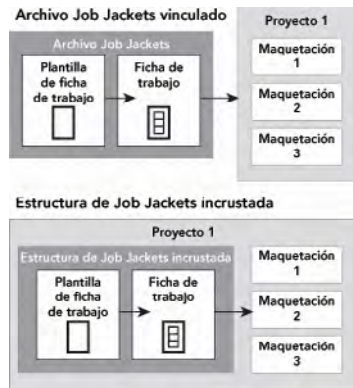 Archivo Job Jackets vinculado
Proyecto 1
Archivo Job Jackets
Plantilla
de ficha
de trabajo
Ficha de
trabajo
Maquetación
1
Maquetación
2
Maquetación
3
Estructura de Job Jackets incrustada
Proyecto 1
Estructura de Job Jackets incrustada
Plantilla
de ficha
de trabajo
Ficha de
trabajo
Maquetación
1
Maquetación
2
Maquetación
3